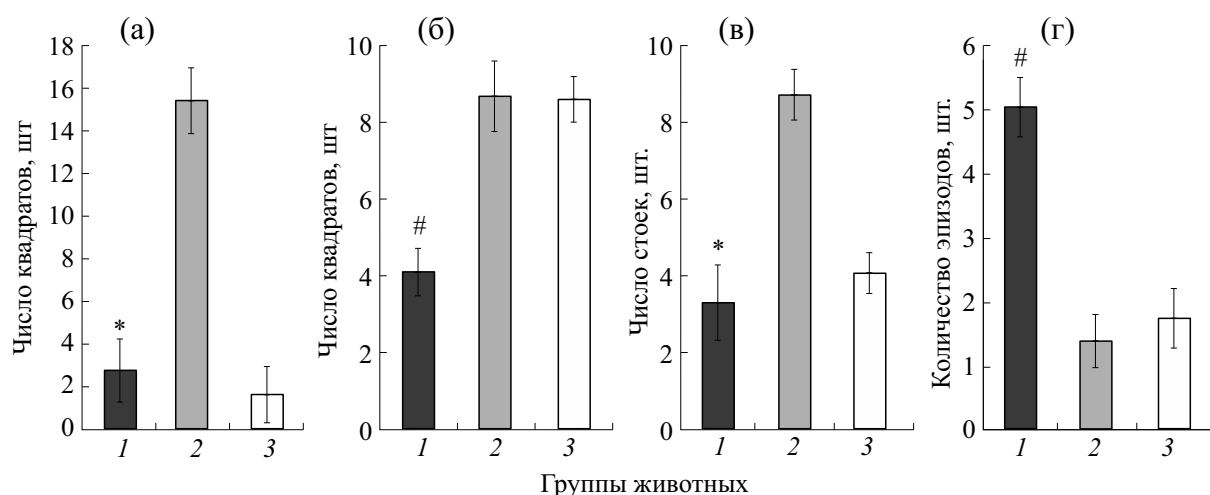 (а)
Число квадратов, шт
18
16
14
12
10
8
6
4
2
0
*
1 2 3
(б)
Число квадратов, шт
10
8
6
4
2
0
#
1 2 3
(в)
Число стоек, шт.
10
8
6
4
2
0
*
1 2 3
(г)
Количество эпизодов, шт.
6
5
4
3
2
1
0
#
1 2 3
Группы животных